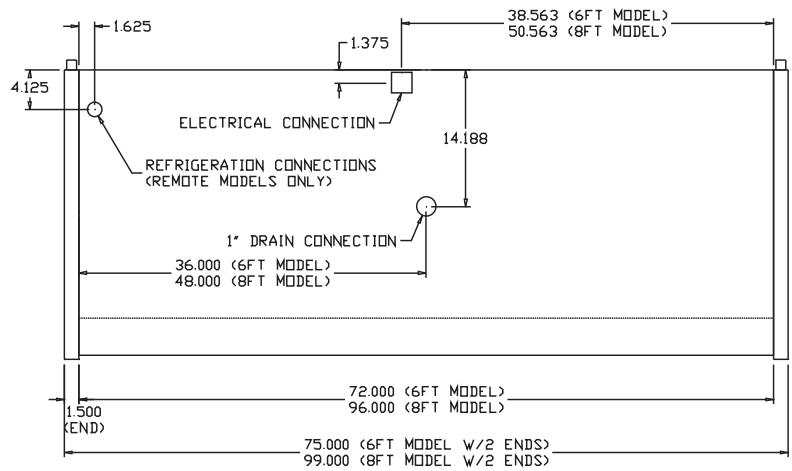 38.563 (6FT MODEL)
50.563 (8FT MODEL)
1.625
1.375
4.125
ELECTRICAL CONNECTION
14.188
REFRIGERATION CONNECTIONS
(REMOTE MODELS ONLY)
1" DRAIN CONNECTION
36.000 (6FT MODEL)
48.000 (8FT MODEL)
72.000 (6FT MODEL)
96.000 (8FT MODEL)
1.500
(END)
75.000 (6FT MODEL W/2 ENDS)
99.000 (8FT MODEL W/2 ENDS)